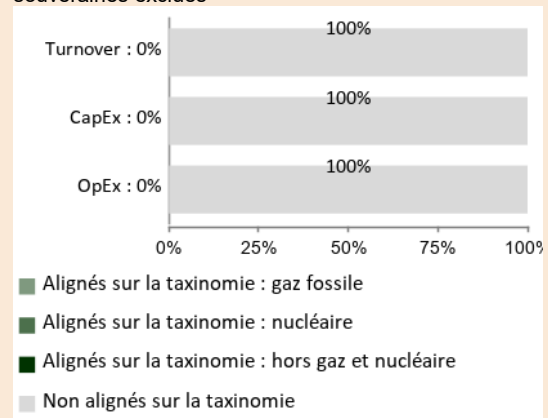 souveraines exclues
100%
Turnover : 0%
100%
CapEx : 0%
100%
OpEx : 0%
0% 25% 50% 75% 100%
Alignés sur la taxinomie : gaz fossile
Alignés sur la taxinomie : nucléaire
Alignés sur la taxinomie : hors gaz et nucléaire
Non alignés sur la taxinomie